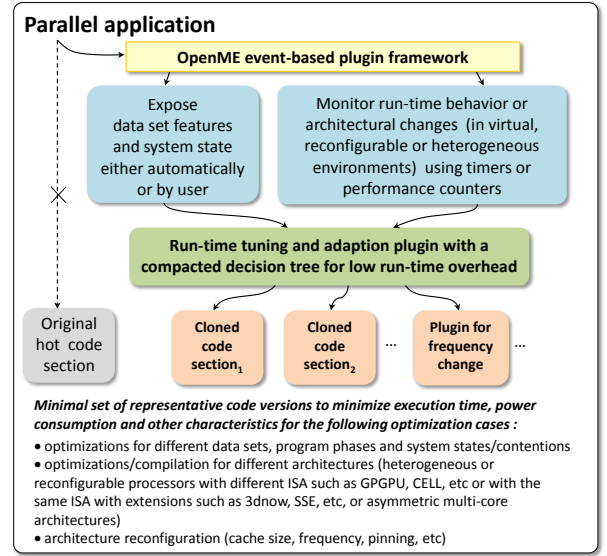 Parallel application
OpenME event-based plugin framework
Expose
data set features
and system state
either automatically
or by user
Monitor run-time behavior or
architectural changes (in virtual,
reconfigurable or heterogeneous
environments) using timers or
performance counters
Run-time tuning and adaption plugin with a
compacted decision tree for low run-time overhead
Original
hot code
section
Cloned
code
section1
Cloned
code
section2
...
Plugin for
frequency
change
...
Minimal set of representative code versions to minimize execution time, power
consumption and other characteristics for the following optimization cases :
• optimizations for different data sets, program phases and system states/contentions
• optimizations/compilation for different architectures (heterogeneous or
reconfigurable processors with different ISA such as GPGPU, CELL, etc or with the
same ISA with extensions such as 3dnow, SSE, etc, or asymmetric multi-core
architectures)
• architecture reconfiguration (cache size, frequency, pinning, etc)